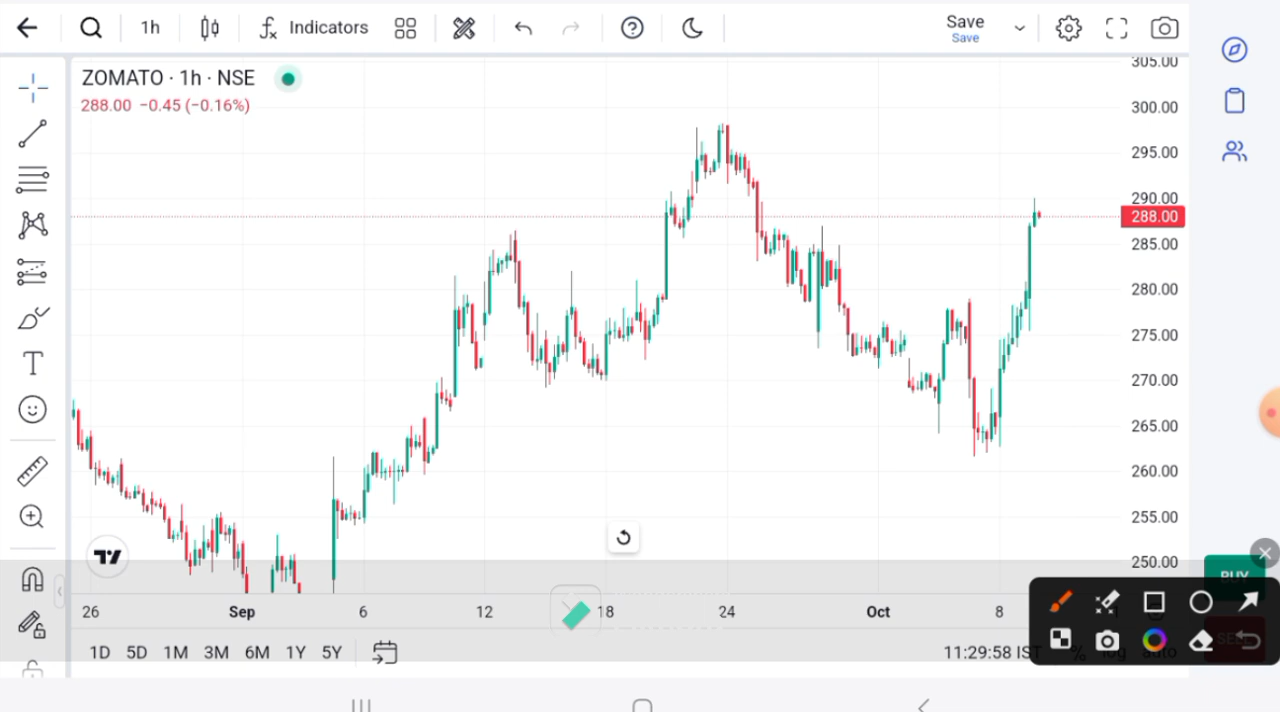 1h Indicators Save
Save
ZOMATO · 1h · NSE
288.00 −0.45 (−0.16%)
305.00
300.00
295.00
290.00
288.00
285.00
280.00
275.00
270.00
265.00
260.00
255.00
250.00
BUY
26 Sep 6 12 18 24 Oct 8
1D 5D 1M 3M 6M 1Y 5Y 11:29:58 IST % log auto